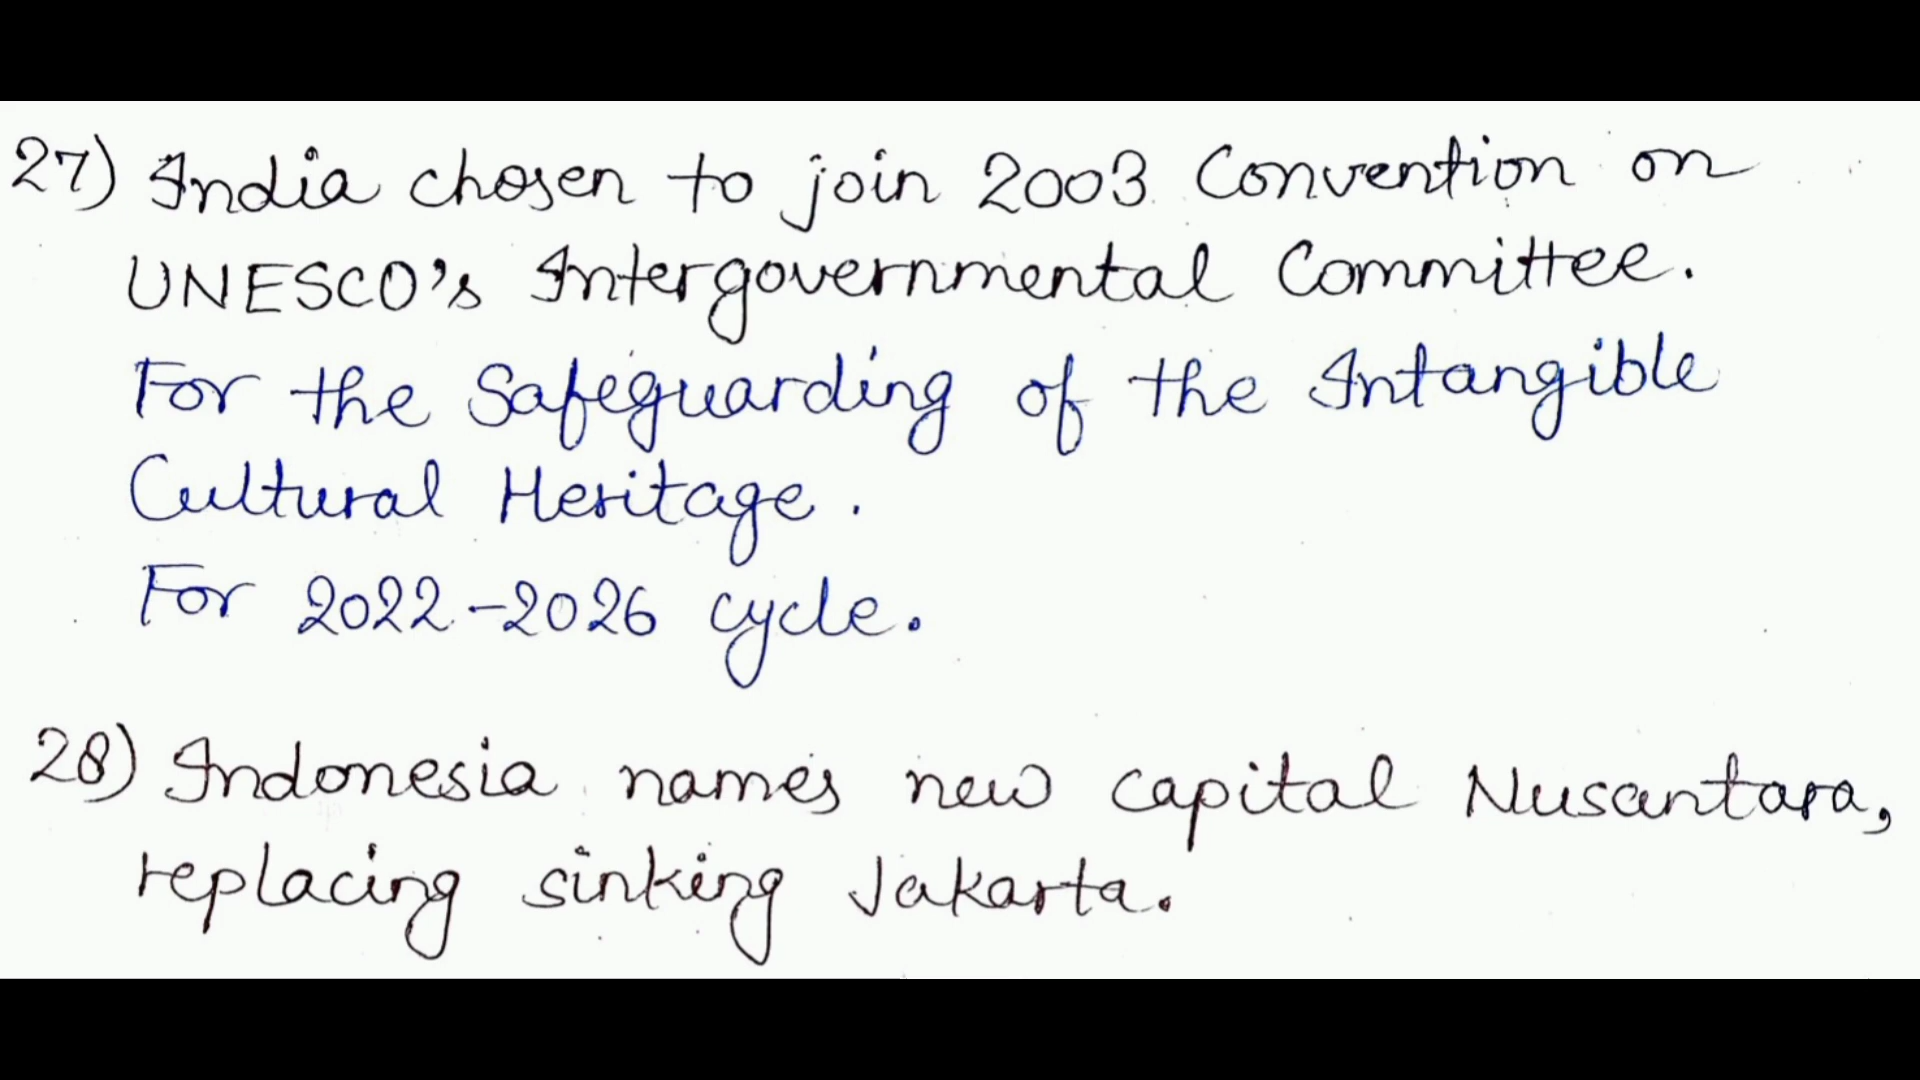 27) India chosen to join 2003 Convention on
UNESCO's Intergovernmental Committee.
For the Safeguarding of the Intangible
Cultural Heritage.
For 2022-2026 cycle.
28) Indonesia names new capital Nusantara,
replacing sinking Jakarta.